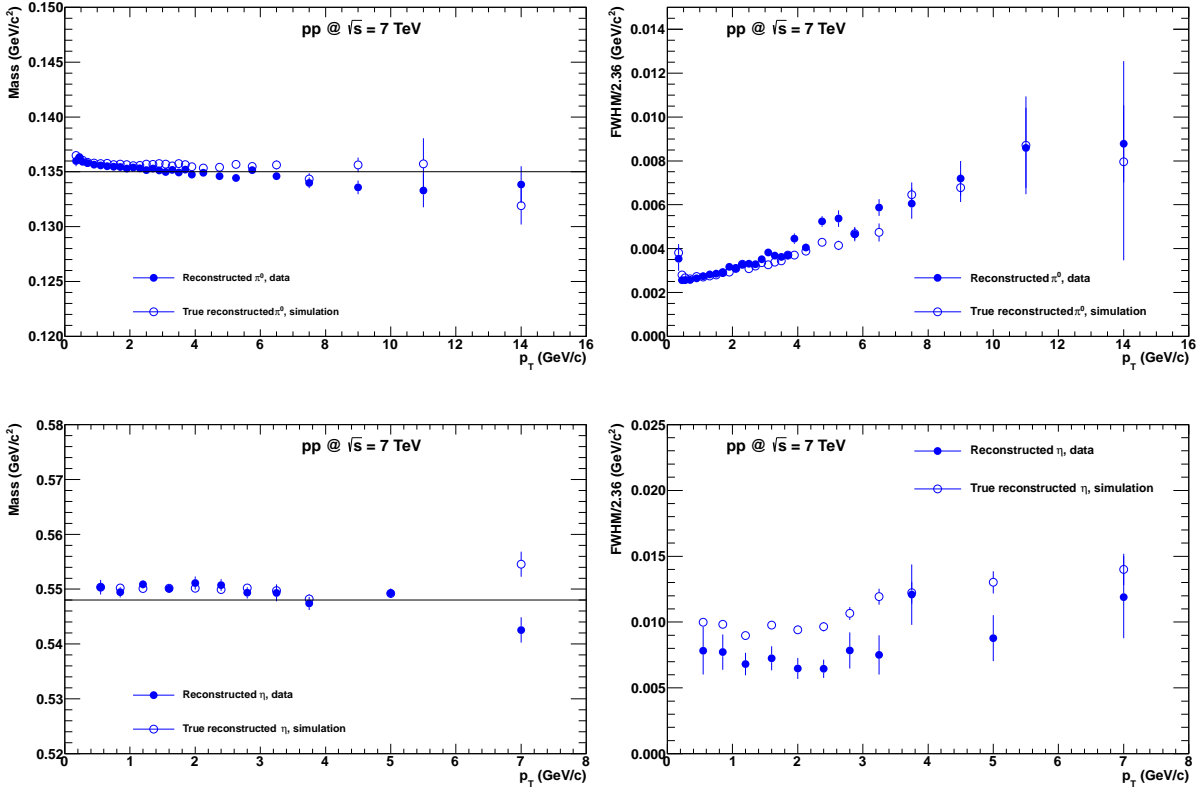 pp @ √s = 7 TeV
Mass (GeV/c²)
0.150
0.145
0.140
0.135
0.130
0.125
0.120
Reconstructed π⁰, data
True reconstructed π⁰, simulation
0 2 4 6 8 10 12 14 16
p_T (GeV/c)
pp @ √s = 7 TeV
FWHM/2.36 (GeV/c²)
0.014
0.012
0.010
0.008
0.006
0.004
0.002
0.000
Reconstructed π⁰, data
True reconstructed π⁰, simulation
0 2 4 6 8 10 12 14 16
p_T (GeV/c)
pp @ √s = 7 TeV
Mass (GeV/c²)
0.58
0.57
0.56
0.55
0.54
0.53
0.52
Reconstructed η, data
True reconstructed η, simulation
0 1 2 3 4 5 6 7 8
p_T (GeV/c)
pp @ √s = 7 TeV
FWHM/2.36 (GeV/c²)
0.025
0.020
0.015
0.010
0.005
0.000
Reconstructed η, data
True reconstructed η, simulation
0 1 2 3 4 5 6 7 8
p_T (GeV/c)